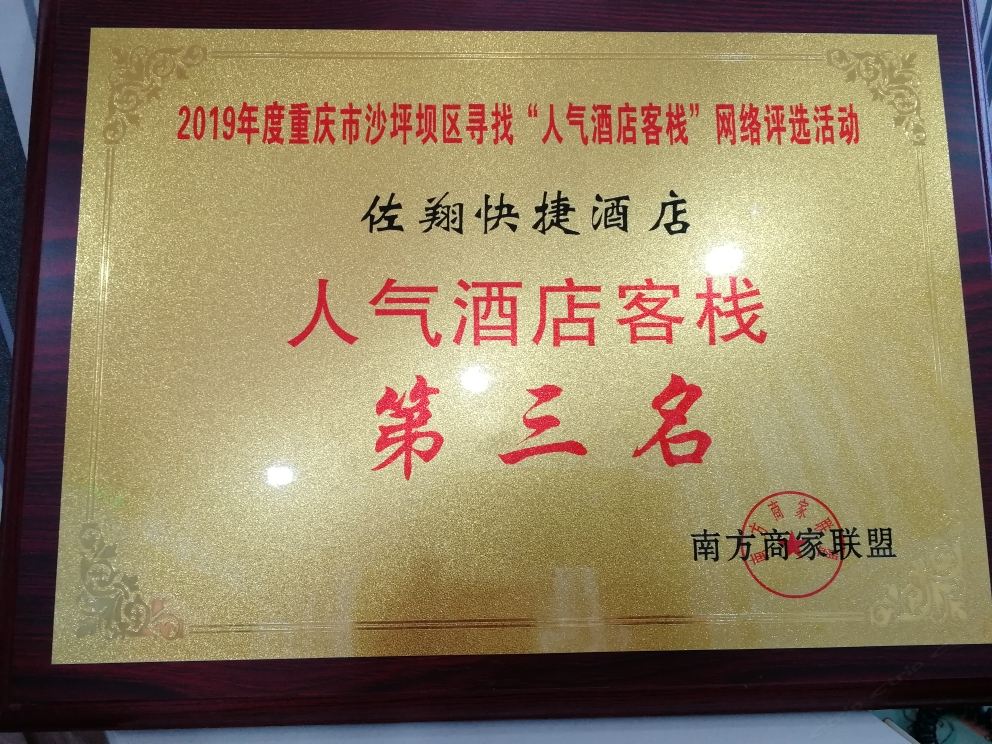 2019年度重庆市沙坪坝区寻找“人气酒店客栈”网络评选活动
佐翔快捷酒店
人气酒店客栈
第三名
南方商家联盟